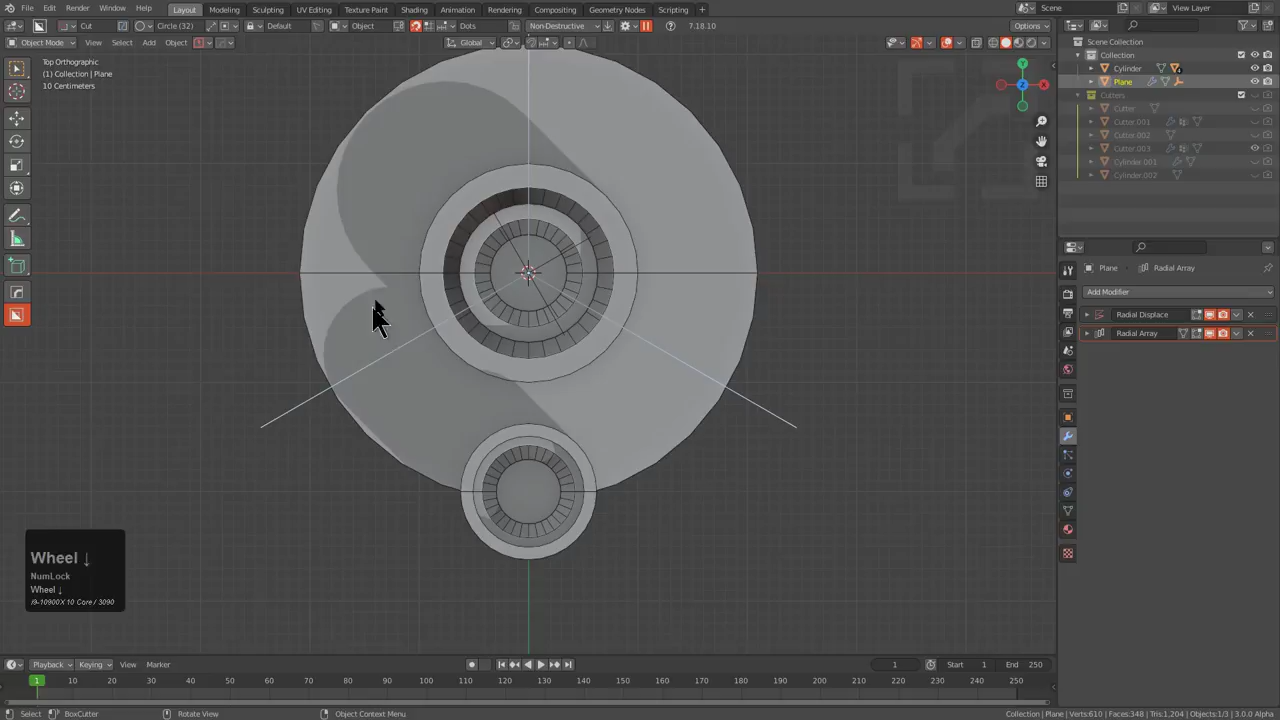 File Edit Render Window Help Layout Modeling Sculpting UV Editing Texture Paint Shading Animation Rendering Compositing Geometry Nodes Scripting Scene View Layer
Cut Circle (32) Default Object Dots Non-Destructive 7.18.10 Options
Object Mode View Select Add Object Global
Scene Collection
Collection
Cylinder
Plane
Cutters
Cutter
Cutter.001
Cutter.002
Cutter.003
Cylinder.001
Cylinder.002
Top Orthographic
(1) Collection | Plane
10 Centimeters
Y
X
Z
Plane Radial Array
Add Modifier
Radial Displace
Radial Array
Wheel ↓
NumLock
Wheel ↓
i9-10900X 10 Core / 3090
Playback Keying View Marker 1 Start 1 End 250
1 10 20 30 40 50 60 70 80 90 100 110 120 130 140 150 160 170 180 190 200 210 220 230 240 250
Select BoxCutter Rotate View Object Context Menu Collection | Plane Verts:610 | Faces:348 | Tris:1,204 | Objects:1/3 | 3.0.0 Alpha